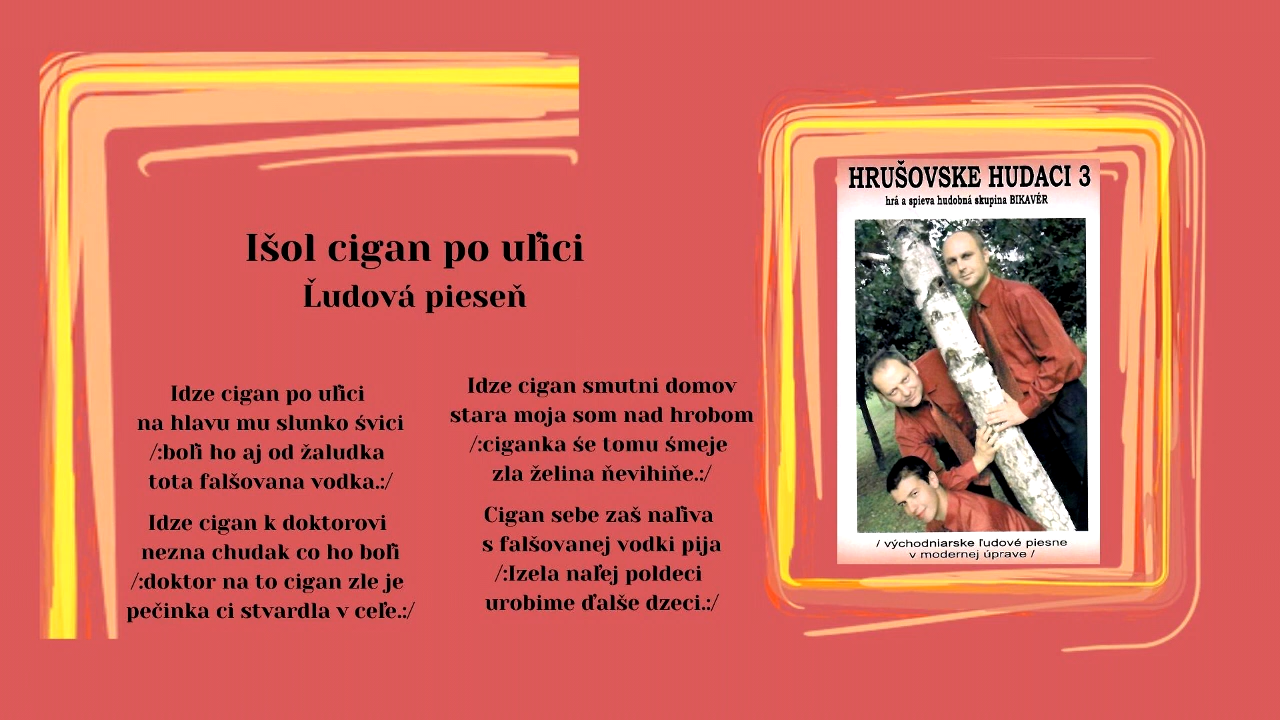 Išol cigan po uľici
Ľudová pieseň
Idze cigan po uľici
na hlavu mu slunko śvici
/:boľi ho aj od žaludka
tota falšovana vodka.:/
Idze cigan k doktorovi
nezna chudak co ho boľi
/:doktor na to cigan zle je
pečinka ci stvardla v ceľe.:/
Idze cigan smutni domov
stara moja som nad hrobom
/:ciganka śe tomu śmeje
zla želina ňevihiňe.:/
Cigan sebe zaš naľiva
s falšovanej vodki pija
/:Izela naľej poldeci
urobime ďalše dzeci.:/
HRUŠOVSKE HUDACI 3
hrá a spieva hudobná skupina BIKAVÉR
/ východniarske ľudové piesne
v modernej úprave /